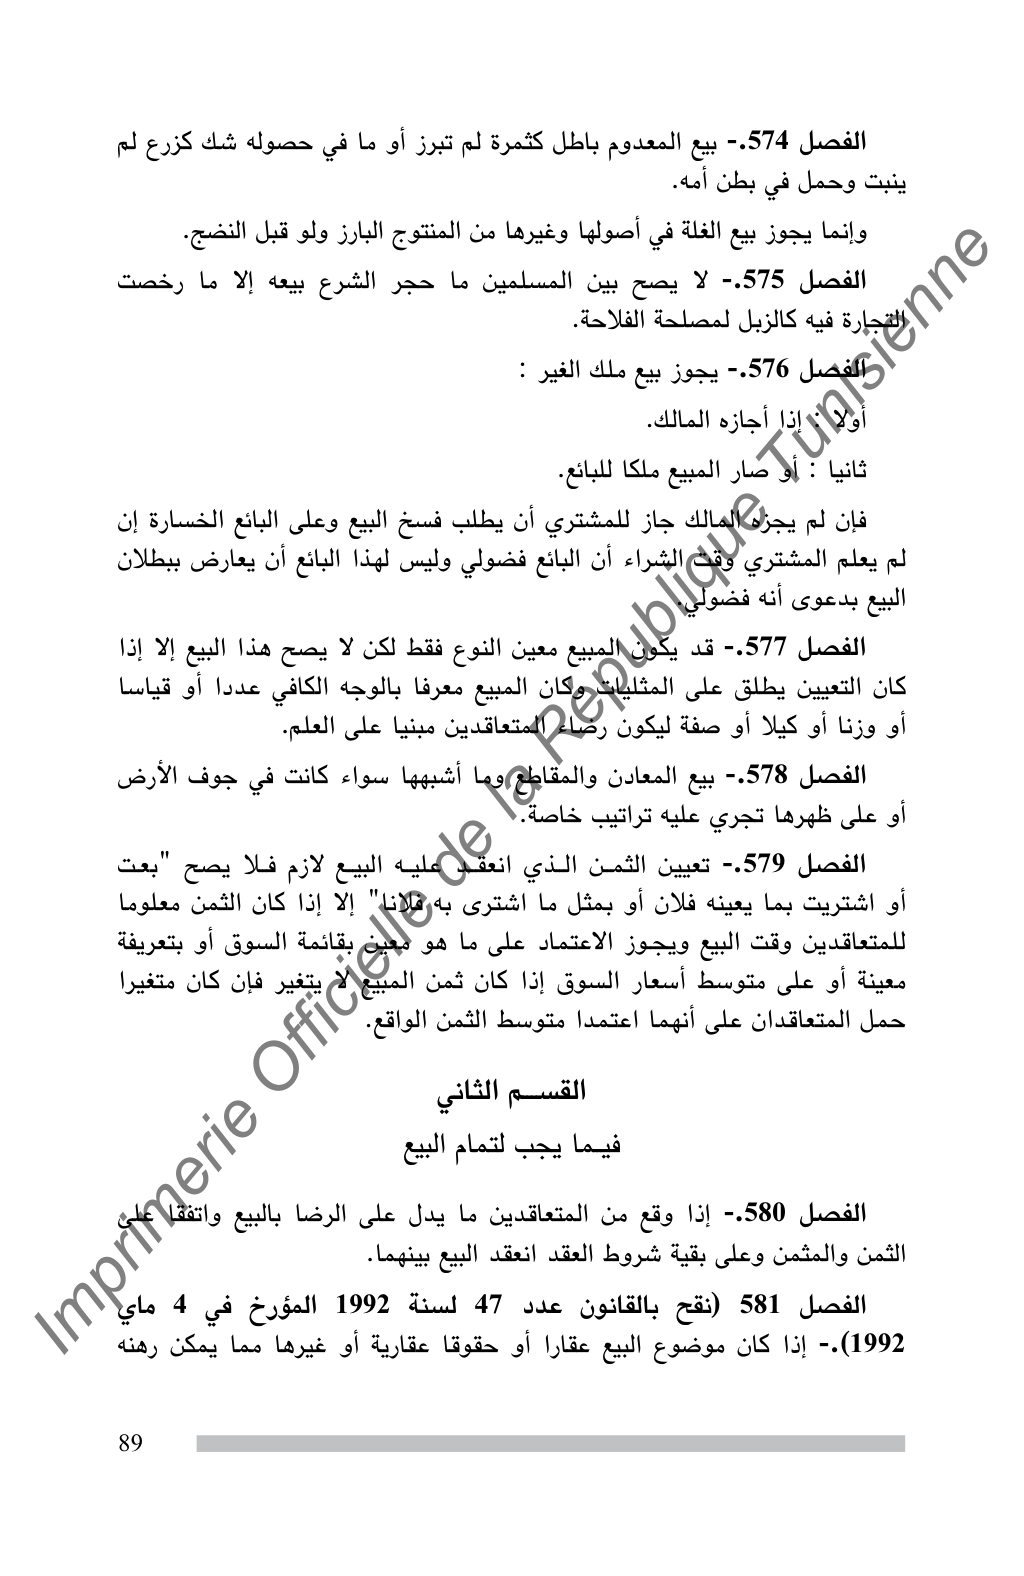 الفصل 574.- بيع المعدوم باطل كثمرة لم تبرز أو ما في حصوله شك كزرع لم
ينبت وحمل في بطن أمه.
وإنما يجوز بيع الغلة في أصولها وغيرها من المنتوج البارز ولو قبل النضج.
الفصل 575.- لا يصح بين المسلمين ما حجر الشرع بيعه إلا ما رخصت
التجارة فيه كالزبل لمصلحة الفلاحة.
الفصل 576.- يجوز بيع ملك الغير :
أولا : إذا أجازه المالك.
ثانيا : أو صار المبيع ملكا للبائع.
فإن لم يجزه المالك جاز للمشتري أن يطلب فسخ البيع وعلى البائع الخسارة إن
لم يعلم المشتري وقت الشراء أن البائع فضولي وليس لهذا البائع أن يعارض ببطلان
البيع بدعوى أنه فضولي.
الفصل 577.- قد يكون المبيع معين النوع فقط لكن لا يصح هذا البيع إلا إذا
كان التعيين يطلق على المثليات وكان المبيع معرفا بالوجه الكافي عددا أو قياسا
أو وزنا أو كيلا أو صفة ليكون رضاء المتعاقدين مبنيا على العلم.
الفصل 578.- بيع المعادن والمقاطع وما أشبهها سواء كانت في جوف الأرض
أو على ظهرها تجري عليه تراتيب خاصة.
الفصل 579.- تعيين الثمـن الـذي انعقـد عليـه البيـع لازم فـلا يصح "بعت
أو اشتريت بما يعينه فلان أو بمثل ما اشترى به فلانا" إلا إذا كان الثمن معلوما
للمتعاقدين وقت البيع ويجـوز الاعتماد على ما هو معين بقائمة السوق أو بتعريفة
معينة أو على متوسط أسعار السوق إذا كان ثمن المبيع لا يتغير فإن كان متغيرا
حمل المتعاقدان على أنهما اعتمدا متوسط الثمن الواقع.
القســم الثاني
فيـما يجب لتمام البيع
الفصل 580.- إذا وقع من المتعاقدين ما يدل على الرضا بالبيع واتفقا على
الثمن والمثمن وعلى بقية شروط العقد انعقد البيع بينهما.
الفصل 581 (نقح بالقانون عدد 47 لسنة 1992 المؤرخ في 4 ماي
1992).- إذا كان موضوع البيع عقارا أو حقوقا عقارية أو غيرها مما يمكن رهنه
89
Imprimerie Officielle de la République Tunisienne